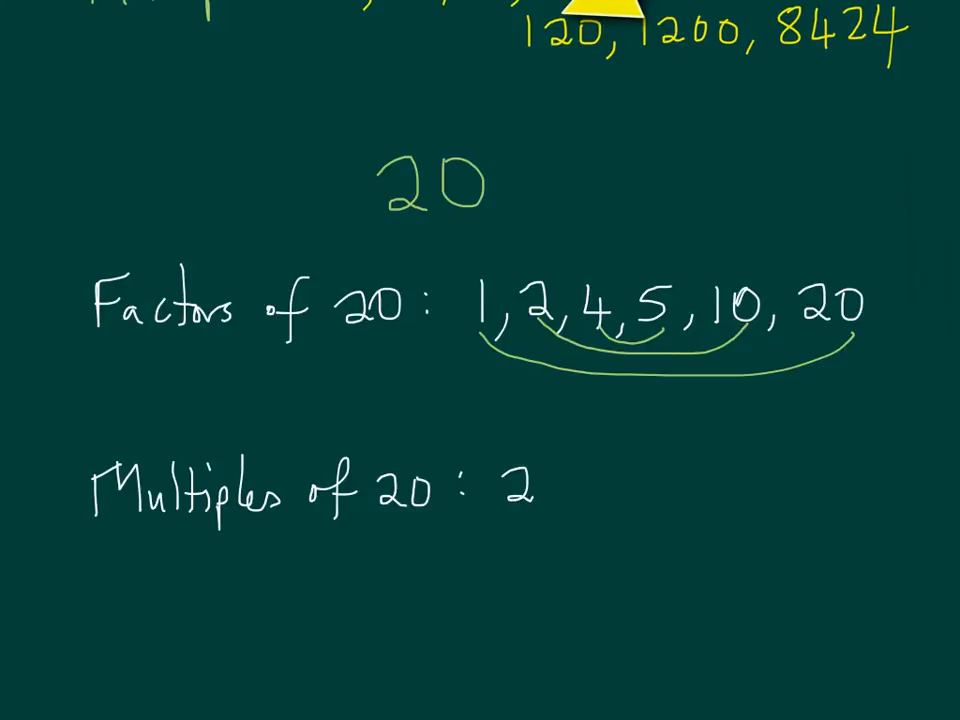 120, 1200, 8424
20
Factors of 20 : 1, 2, 4, 5, 10, 20
Multiples of 20 : 2